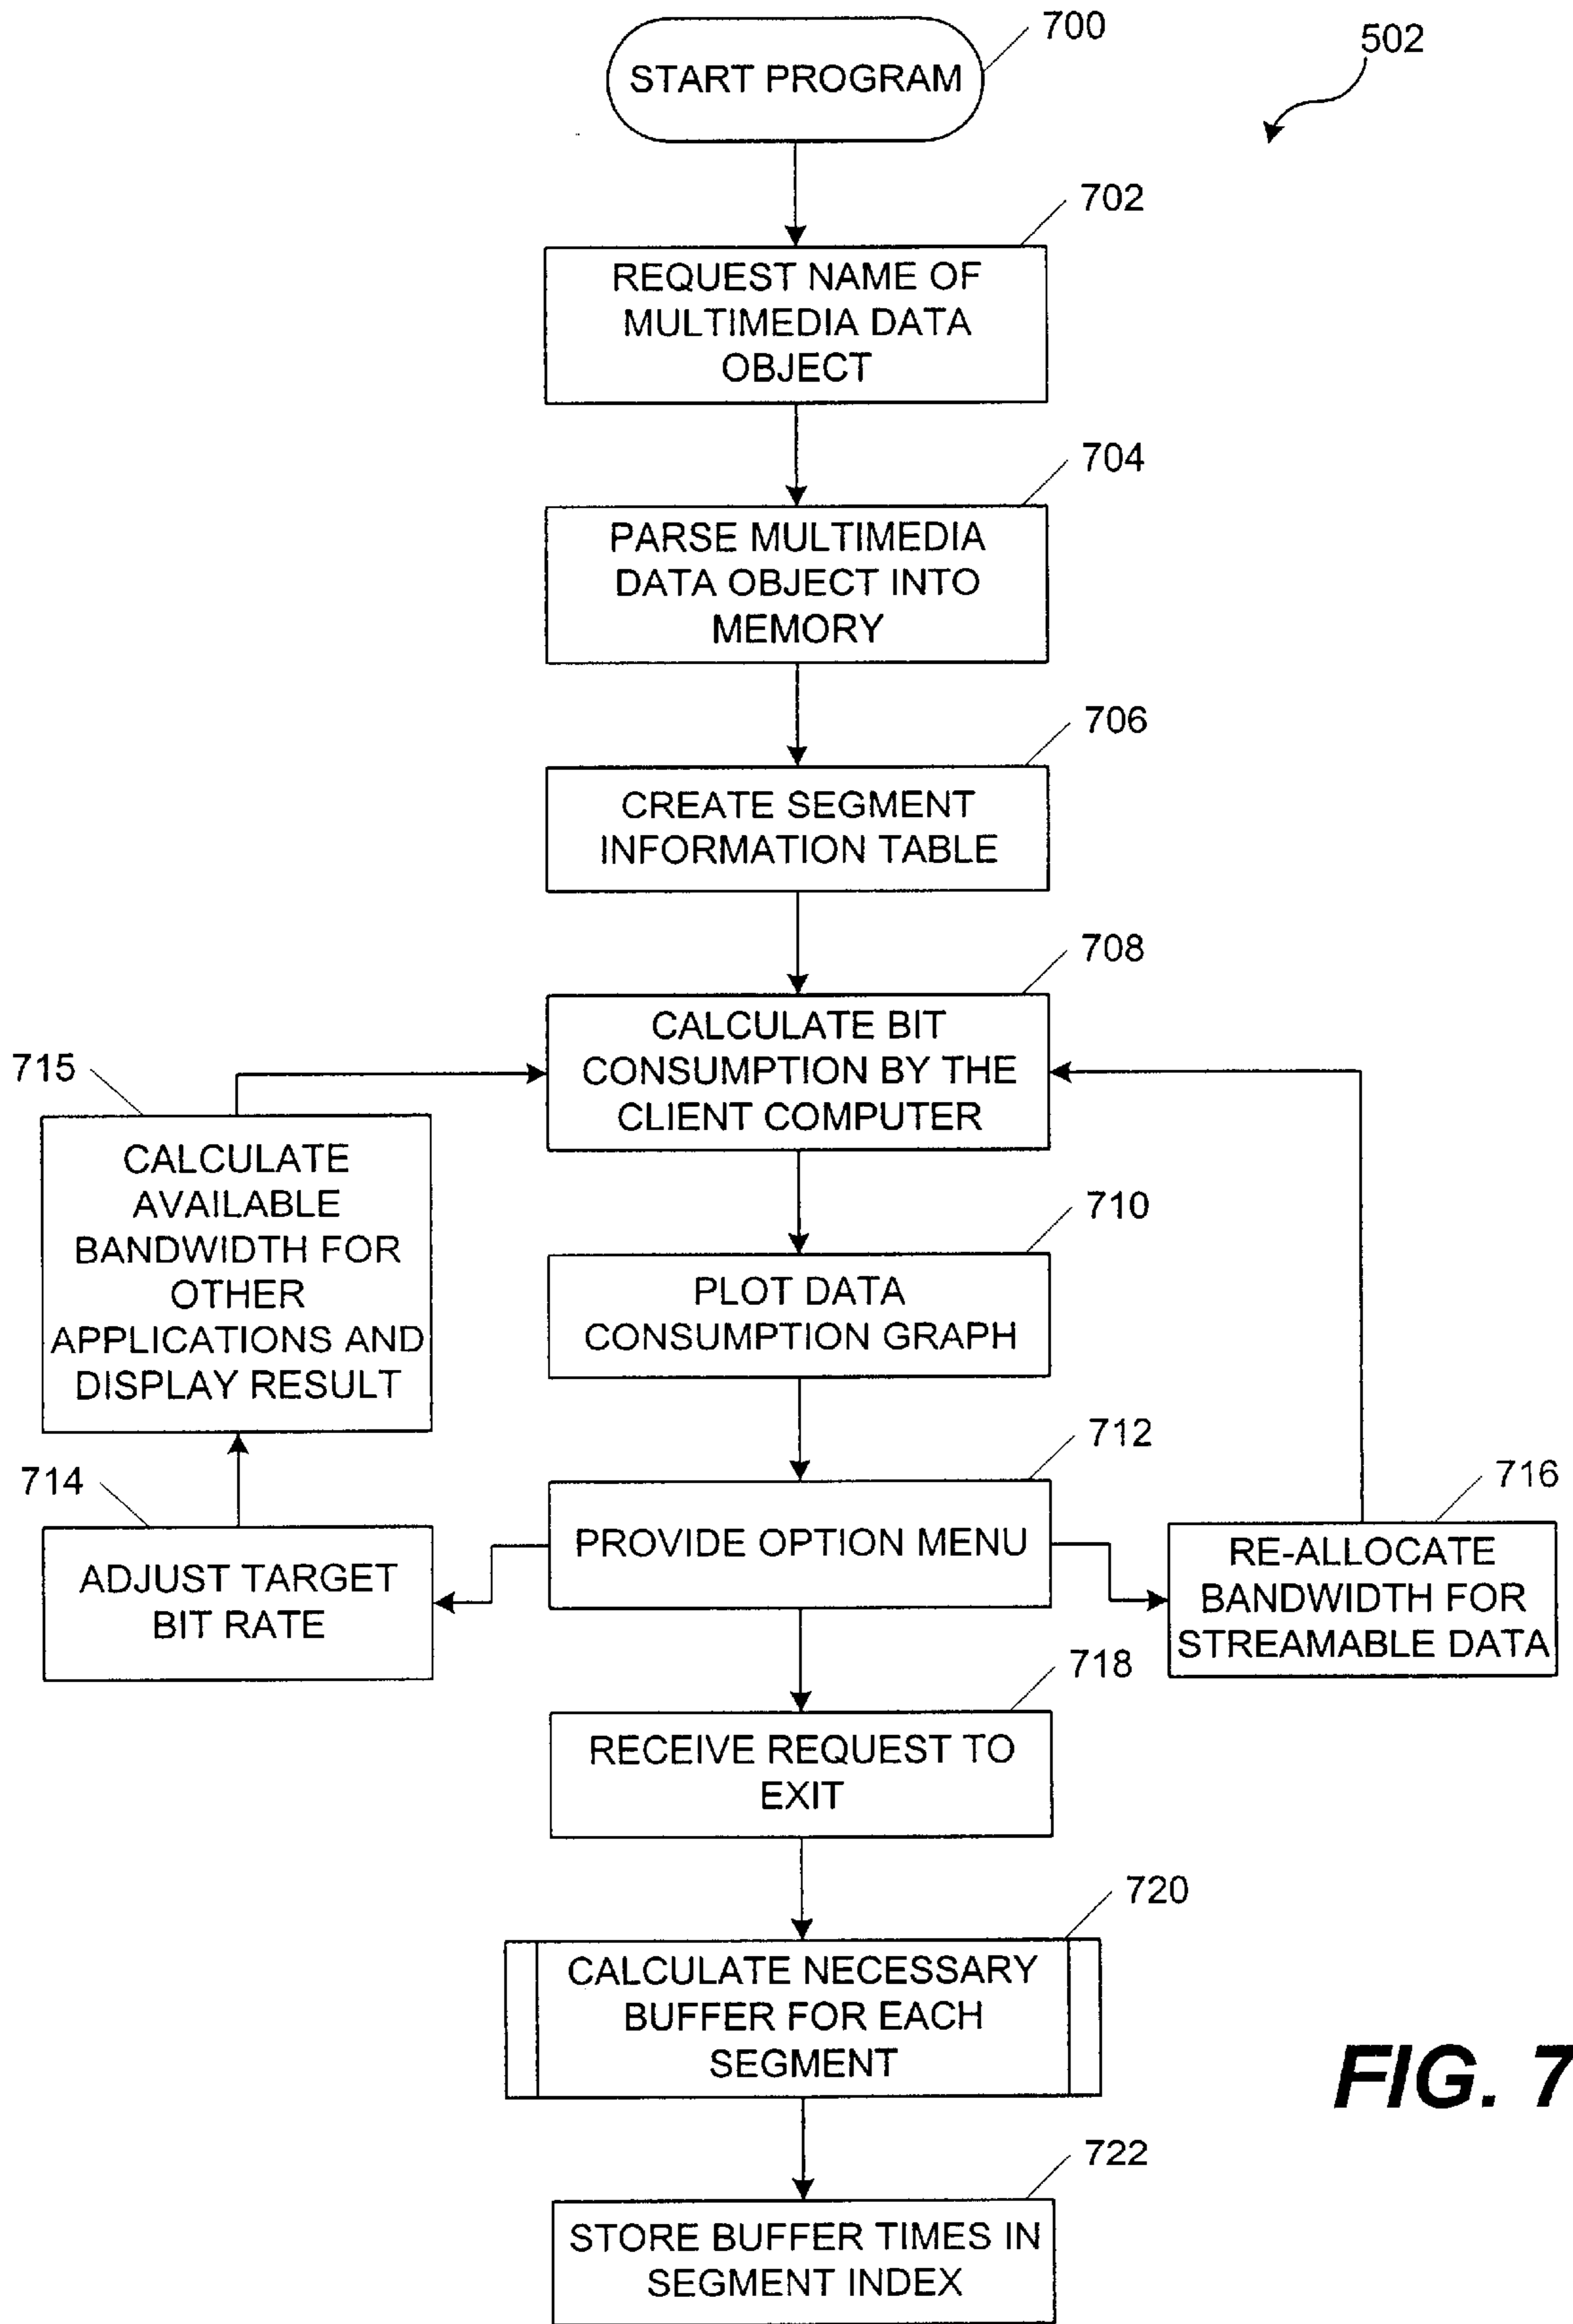 700
502
START PROGRAM
702
REQUEST NAME OF
MULTIMEDIA DATA
OBJECT
704
PARSE MULTIMEDIA
DATA OBJECT INTO
MEMORY
706
CREATE SEGMENT
INFORMATION TABLE
708
CALCULATE BIT
CONSUMPTION BY THE
CLIENT COMPUTER
715
CALCULATE
AVAILABLE
BANDWIDTH FOR
OTHER
APPLICATIONS AND
DISPLAY RESULT
710
PLOT DATA
CONSUMPTION GRAPH
712
PROVIDE OPTION MENU
714
ADJUST TARGET
BIT RATE
716
RE-ALLOCATE
BANDWIDTH FOR
STREAMABLE DATA
718
RECEIVE REQUEST TO
EXIT
720
CALCULATE NECESSARY
BUFFER FOR EACH
SEGMENT
FIG. 7
722
STORE BUFFER TIMES IN
SEGMENT INDEX